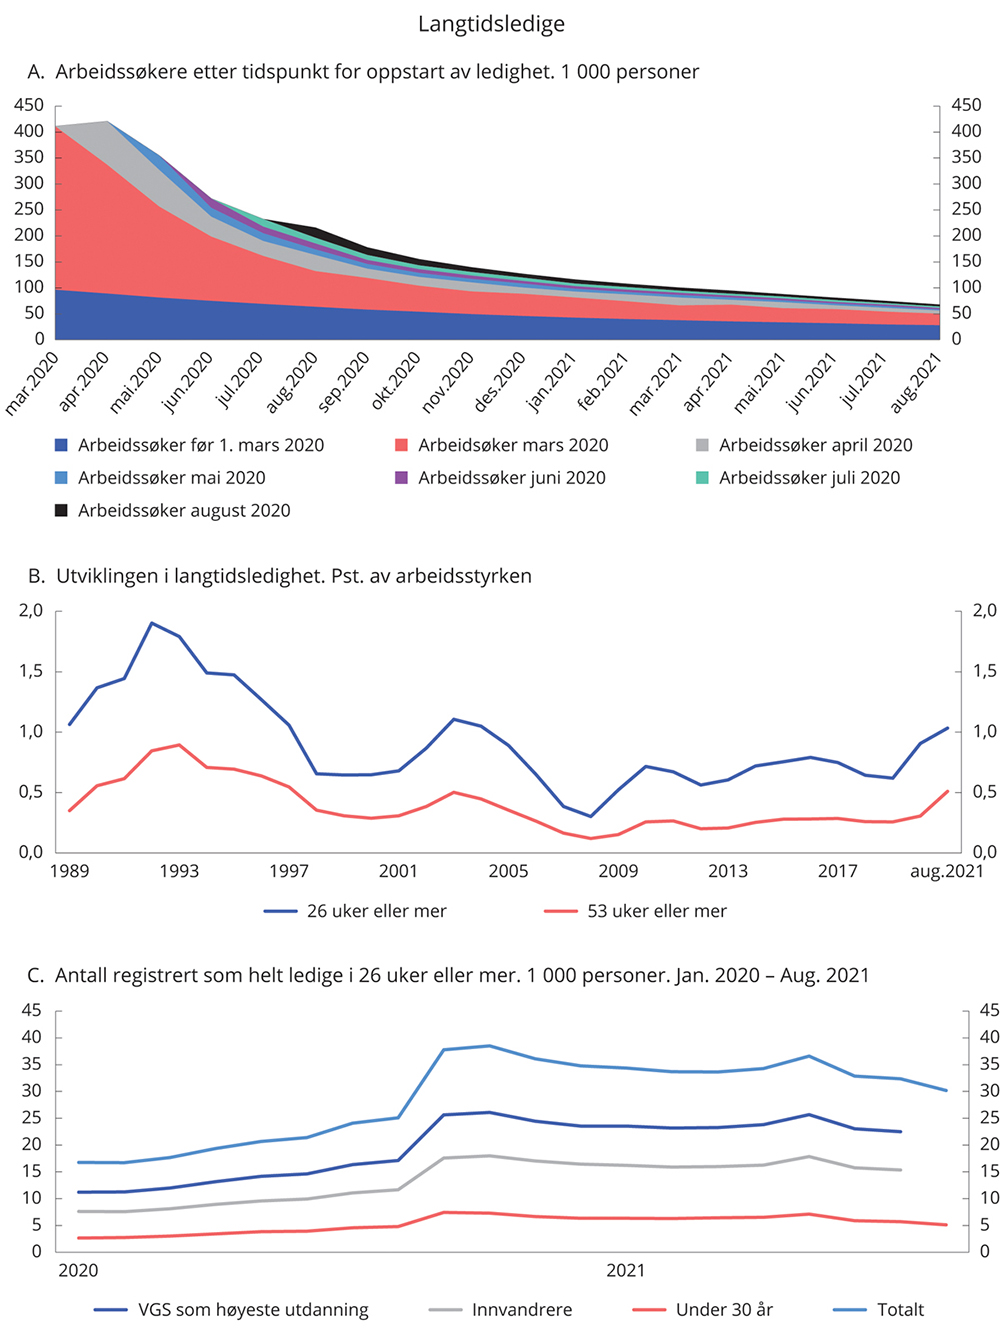 Langtidsledige
A. Arbeidssøkere etter tidspunkt for oppstart av ledighet. 1 000 personer
450 450
400 400
350 350
300 300
250 250
200 200
150 150
100 100
50 50
0 0
mar.2020 apr.2020 mai.2020 jun.2020 jul.2020 aug.2020 sep.2020 okt.2020 nov.2020 des.2020 jan.2021 feb.2021 mar.2021 apr.2021 mai.2021 jun.2021 jul.2021 aug.2021
Arbeidssøker før 1. mars 2020 Arbeidsøker mars 2020 Arbeidssøker april 2020
Arbeidssøker mai 2020 Arbeidssøker juni 2020 Arbeidssøker juli 2020
Arbeidssøker august 2020
B. Utviklingen i langtidsledighet. Pst. av arbeidsstyrken
2,0 2,0
1,5 1,5
1,0 1,0
0,5 0,5
0,0 0,0
1989 1993 1997 2001 2005 2009 2013 2017 aug.2021
26 uker eller mer 53 uker eller mer
C. Antall registrert som helt ledige i 26 uker eller mer. 1 000 personer. Jan. 2020 – Aug. 2021
45 45
40 40
35 35
30 30
25 25
20 20
15 15
10 10
5 5
0 0
2020 2021
VGS som høyeste utdanning Innvandrere Under 30 år Totalt